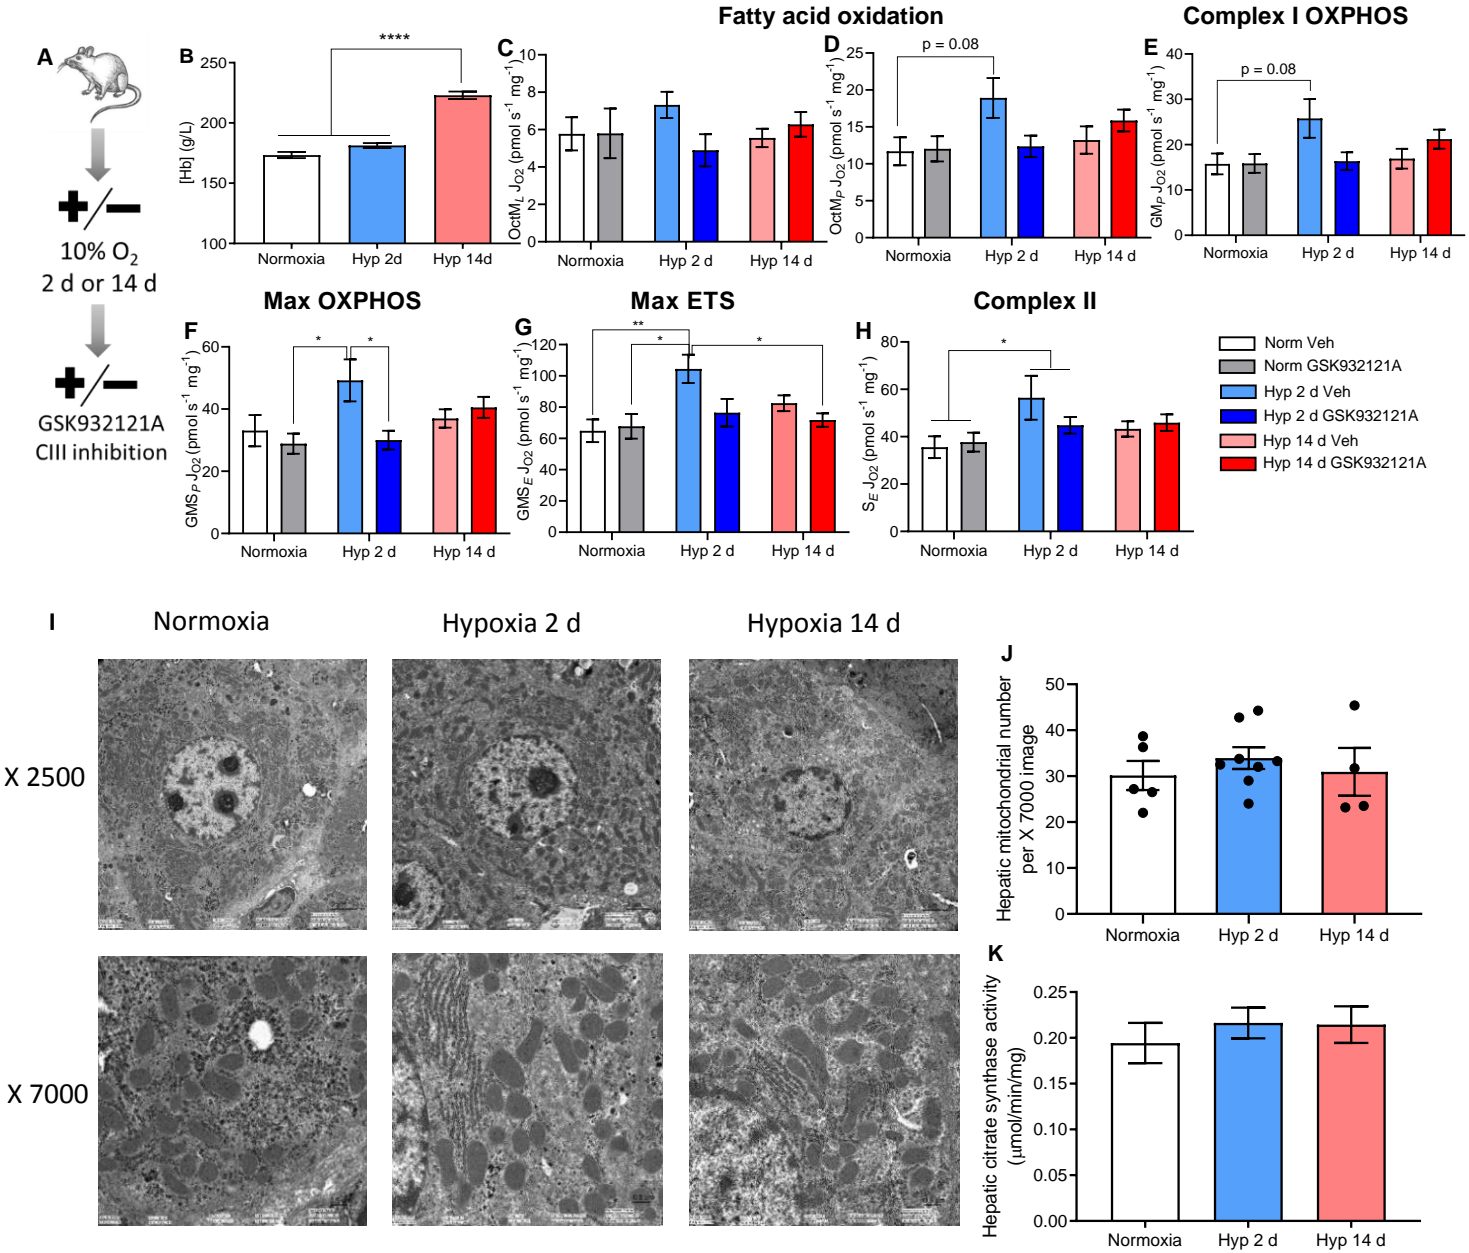 Fatty acid oxidation
Complex I OXPHOS
A
10% O2
2 d or 14 d
GSK932121A
CIII inhibition
B
****
[Hb] (g/L)
250
200
150
100
Normoxia
Hyp 2d
Hyp 14d
C
OctML JO2 (pmol s-1 mg-1)
10
8
6
4
2
0
Normoxia
Hyp 2 d
Hyp 14 d
D
p = 0.08
OctMP JO2 (pmol s-1 mg-1)
25
20
15
10
5
0
Normoxia
Hyp 2 d
Hyp 14 d
E
p = 0.08
GMP JO2 (pmol s-1 mg-1)
40
30
20
10
0
Normoxia
Hyp 2 d
Hyp 14 d
Max OXPHOS
Max ETS
Complex II
F
*
*
GMSP JO2 (pmol s-1 mg-1)
60
40
20
0
Normoxia
Hyp 2 d
Hyp 14 d
G
**
*
*
GMSE JO2 (pmol s-1 mg-1)
120
100
80
60
40
20
0
Normoxia
Hyp 2 d
Hyp 14 d
H
*
SE JO2 (pmol s-1 mg-1)
80
60
40
20
0
Normoxia
Hyp 2 d
Hyp 14 d
Norm Veh
Norm GSK932121A
Hyp 2 d Veh
Hyp 2 d GSK932121A
Hyp 14 d Veh
Hyp 14 d GSK932121A
I
Normoxia
Hypoxia 2 d
Hypoxia 14 d
X 2500
X 7000
J
Hepatic mitochondrial number
per X 7000 image
50
40
30
20
10
0
Normoxia
Hyp 2 d
Hyp 14 d
K
Hepatic citrate synthase activity
(µmol/min/mg)
0.25
0.20
0.15
0.10
0.05
0.00
Normoxia
Hyp 2 d
Hyp 14 d